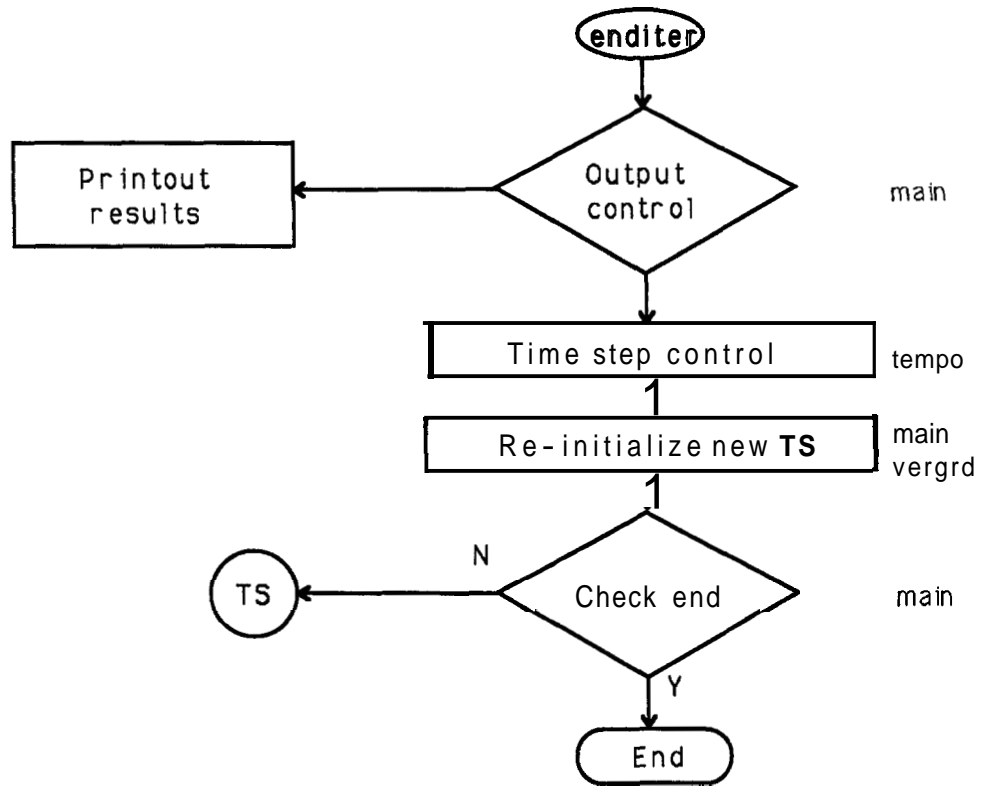 enditer
Output
control
main
Printout
results
Time step control
tempo
Re-initialize new TS
main
vergrd
N
TS
Check end
main
Y
End